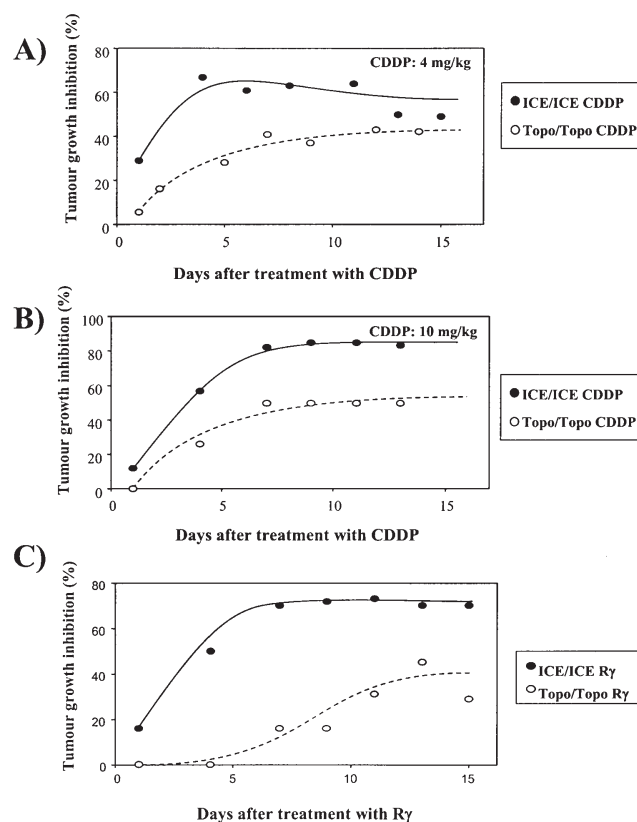 A)
80
60
40
20
0
Tumour growth inhibition (%)
CDDP: 4 mg/kg
0 5 10 15
Days after treatment with CDDP
ICE/ICE CDDP
Topo/Topo CDDP
B)
100
80
60
40
20
0
Tumour growth inhibition (%)
CDDP: 10 mg/kg
0 5 10 15
Days after treatment with CDDP
ICE/ICE CDDP
Topo/Topo CDDP
C)
80
60
40
20
0
Tumour growth inhibition (%)
0 5 10 15
Days after treatment with Rγ
ICE/ICE Rγ
Topo/Topo Rγ